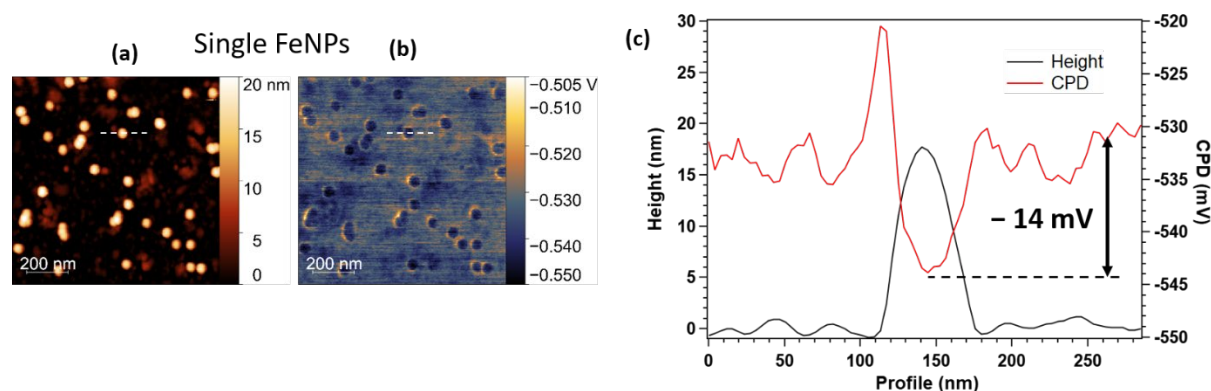 Single FeNPs
(a)
(b)
(c)
20 nm
15
10
5
0
200 nm
−0.505 V
−0.510
−0.520
−0.530
−0.540
−0.550
200 nm
Height (nm)
30
25
20
15
10
5
0
Height
CPD
− 14 mV
-520
-525
-530
-535
-540
-545
-550
CPD (mV)
0
50
100
150
200
250
Profile (nm)